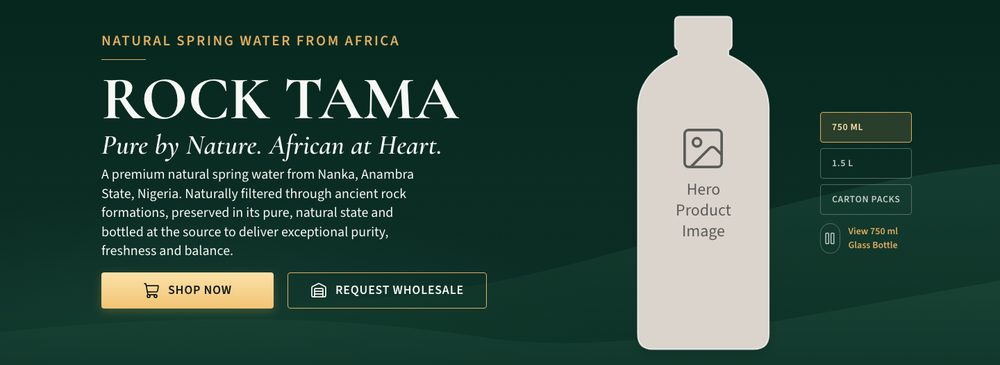 NATURAL SPRING WATER FROM AFRICA
ROCK TAMA
Pure by Nature. African at Heart.
A premium natural spring water from Nanka, Anambra
State, Nigeria. Naturally filtered through ancient rock
formations, preserved in its pure, natural state and
bottled at the source to deliver exceptional purity,
freshness and balance.
SHOP NOW
REQUEST WHOLESALE
Hero
Product
Image
750 ML
1.5 L
CARTON PACKS
View 750 ml
Glass Bottle